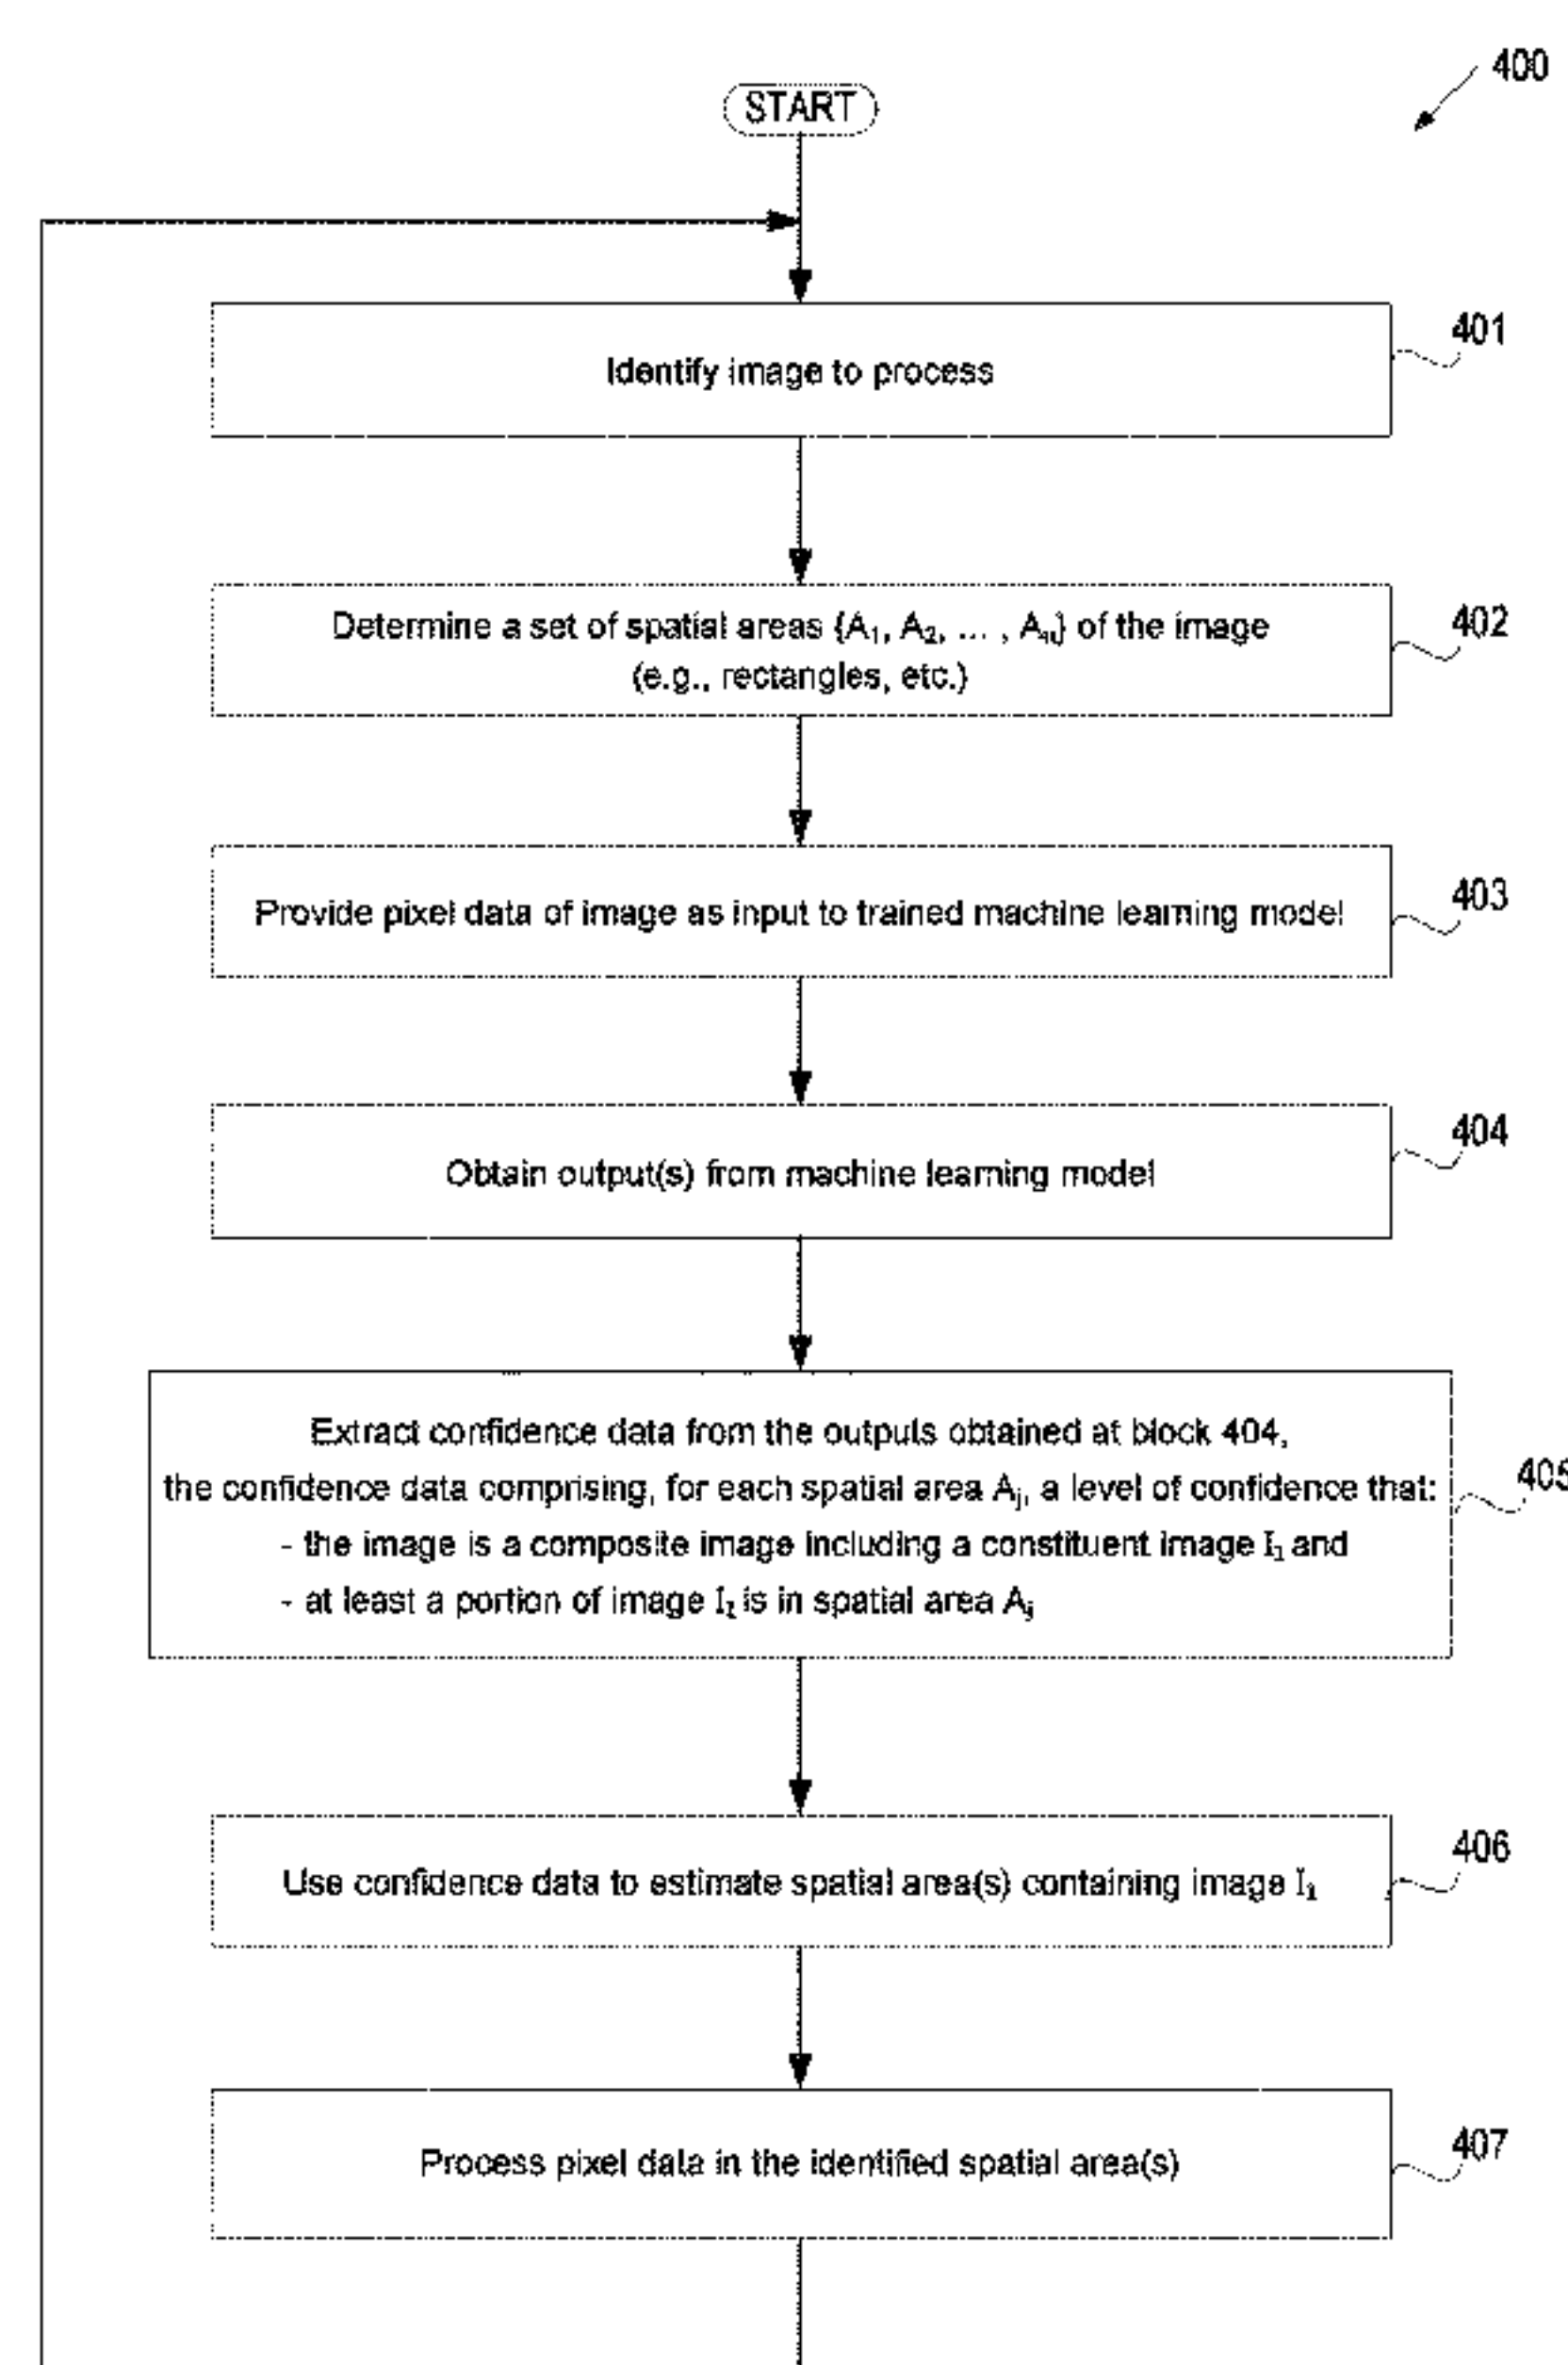 400
START
401
Identify image to process
402
Determine a set of spatial areas {A₁, A₂, ... , } of the image
(e.g., rectangles, etc.)
403
Provide pixel data of image as input to trained machine learning model
404
Obtain output(s) from machine learning model
405
Extract confidence data from the outputs obtained at block 404,
the confidence data comprising, for each spatial area Aⱼ, a level of confidence that:
- the image is a composite image including a constituent image I₁ and
- at least a portion of image I₁ is in spatial area Aⱼ
406
Use confidence data to estimate spatial area(s) containing image I₁
407
Process pixel data in the identified spatial area(s)